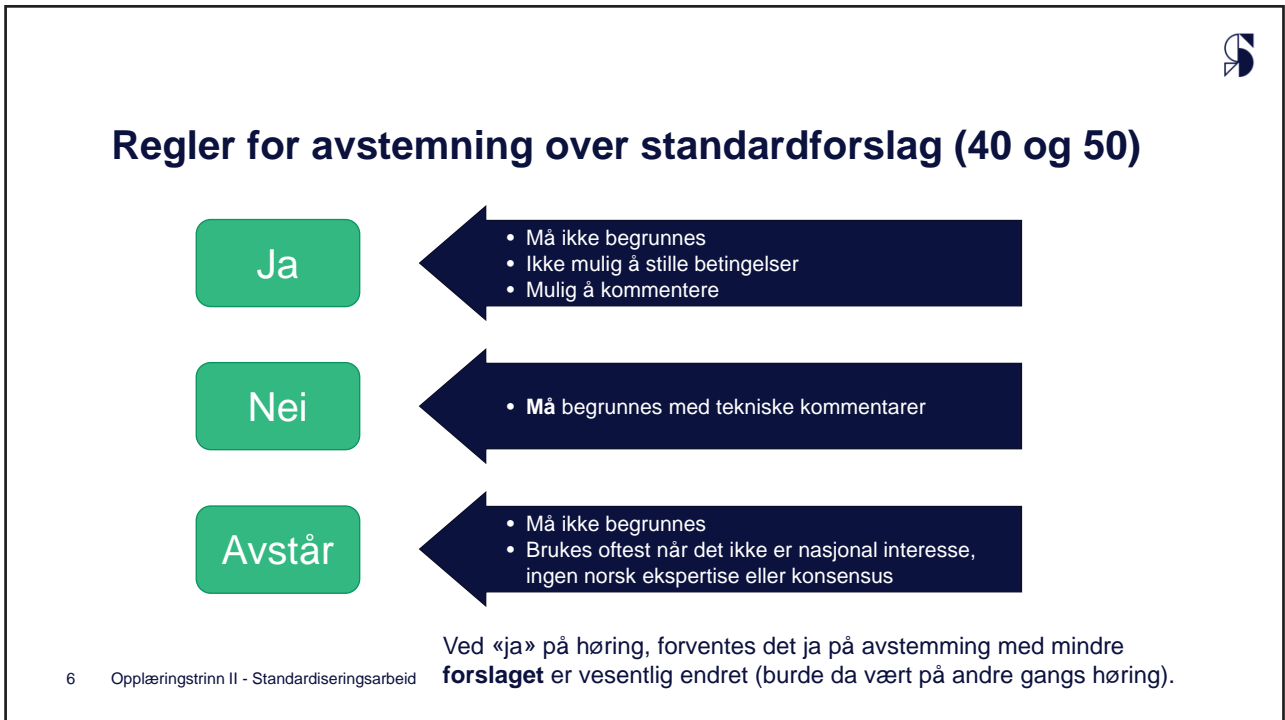 Regler for avstemning over standardforslag (40 og 50)
Ja
• Må ikke begrunnes
• Ikke mulig å stille betingelser
• Mulig å kommentere
Nei
• Må begrunnes med tekniske kommentarer
Avstår
• Må ikke begrunnes
• Brukes oftest når det ikke er nasjonal interesse,
ingen norsk ekspertise eller konsensus
Ved «ja» på høring, forventes det ja på avstemming med mindre
forslaget er vesentlig endret (burde da vært på andre gangs høring).
6 Opplæringstrinn II - Standardiseringsarbeid